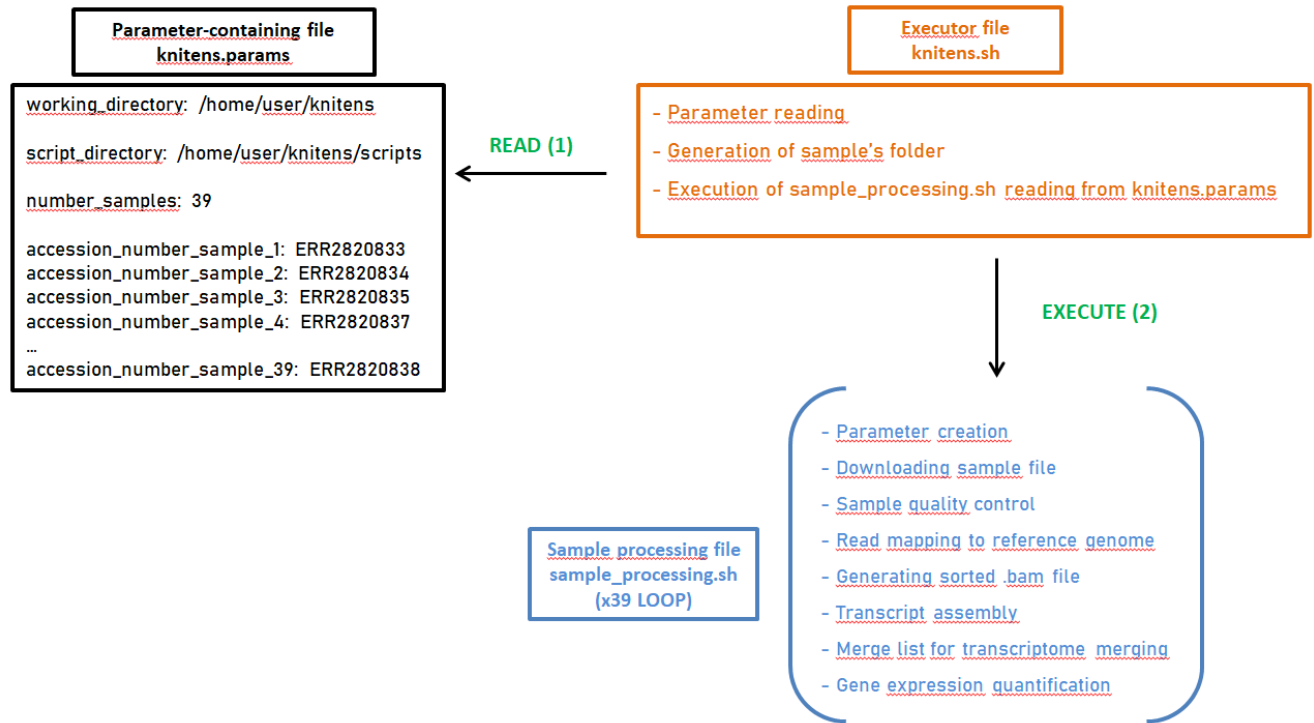 Parameter-containing file
knitens.params
working_directory: /home/user/knitens
script_directory: /home/user/knitens/scripts
number_samples: 39
accession_number_sample_1: ERR2820833
accession_number_sample_2: ERR2820834
accession_number_sample_3: ERR2820835
accession_number_sample_4: ERR2820837
...
accession_number_sample_39: ERR2820838
READ (1)
Executor file
knitens.sh
- Parameter reading
- Generation of sample's folder
- Execution of sample_processing.sh reading from knitens.params
EXECUTE (2)
Sample processing file
sample_processing.sh
(x39 LOOP)
- Parameter creation
- Downloading sample file
- Sample quality control
- Read mapping to reference genome
- Generating sorted .bam file
- Transcript assembly
- Merge list for transcriptome merging
- Gene expression quantification